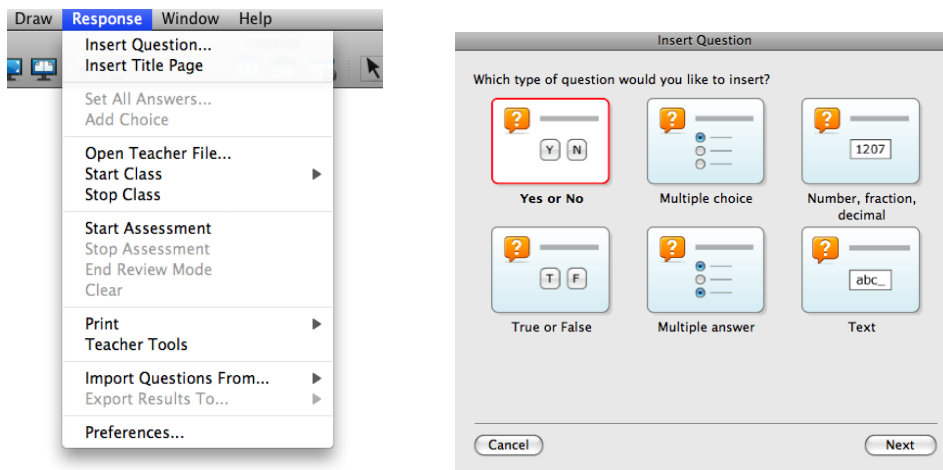 Draw Response Window Help
Insert Question...
Insert Title Page
Set All Answers...
Add Choice
Open Teacher File...
Start Class
Stop Class
Start Assessment
Stop Assessment
End Review Mode
Clear
Print
Teacher Tools
Import Questions From...
Export Results To...
Preferences...
Insert Question
Which type of question would you like to insert?
? Y N
?
? 1207
Yes or No
Multiple choice
Number, fraction,
decimal
? T F
?
? abc_
True or False
Multiple answer
Text
Cancel
Next